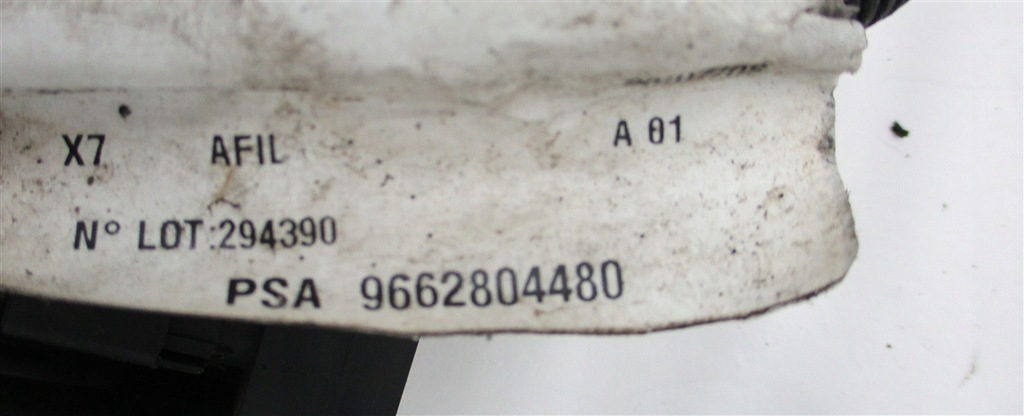 X7 AFIL A 01
N° LOT:294390
PSA 9662804480